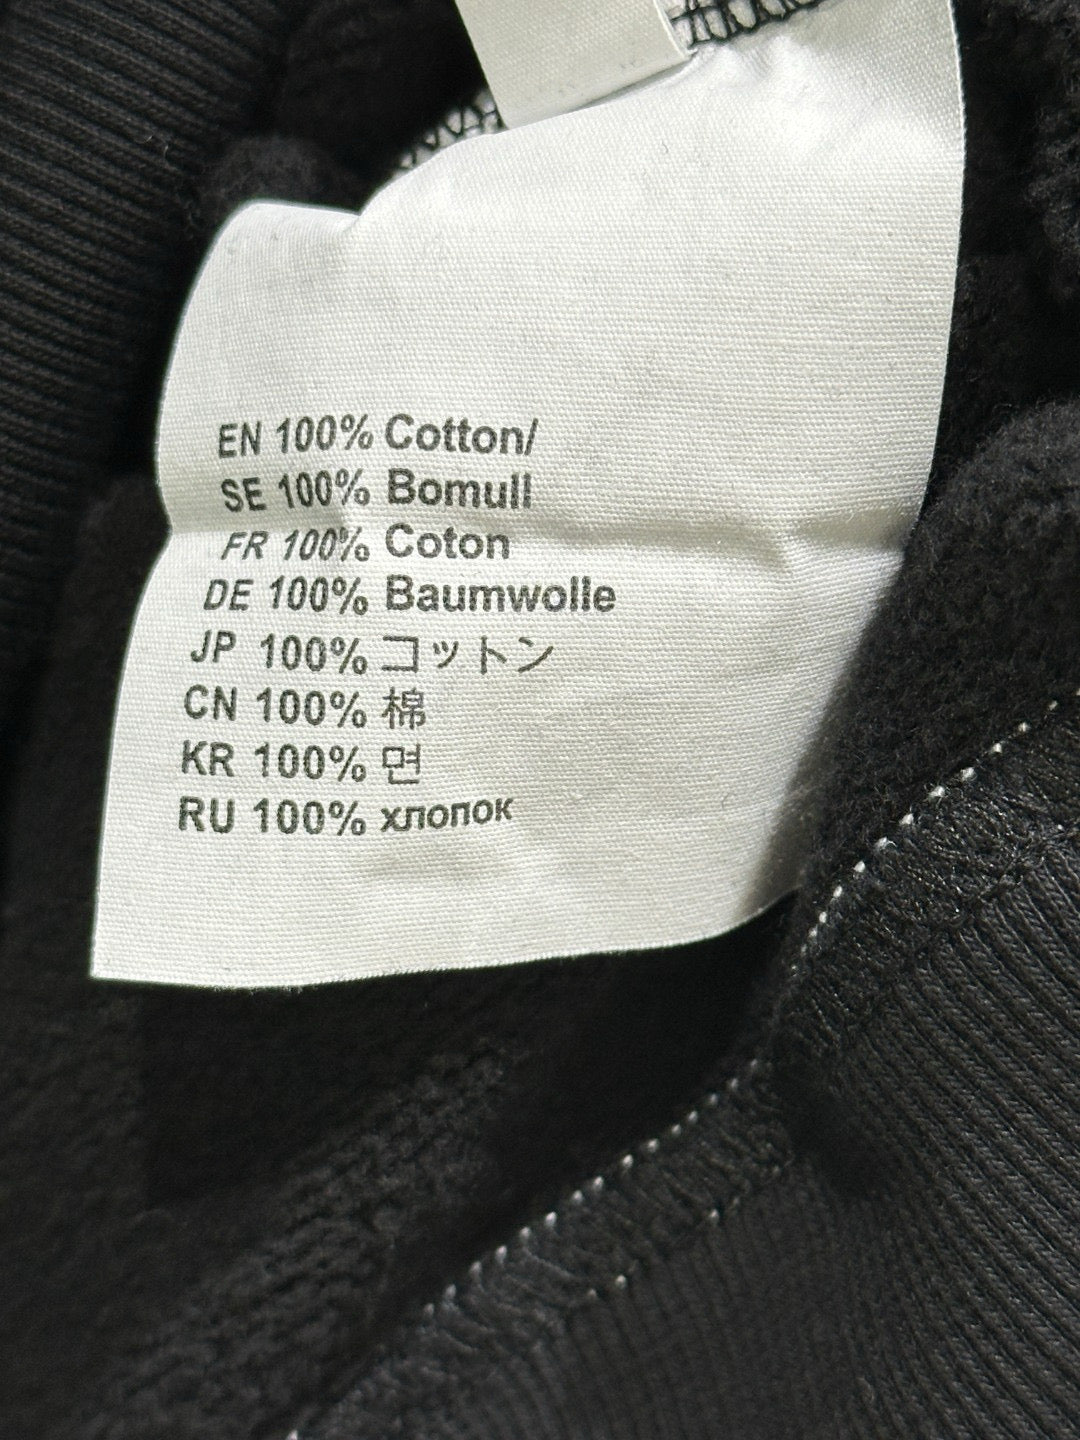 EN 100% Cotton/
SE 100% Bomull
FR 100% Coton
DE 100% Baumwolle
JP 100% コットン
CN 100% 棉
KR 100% 면
RU 100% хлопок